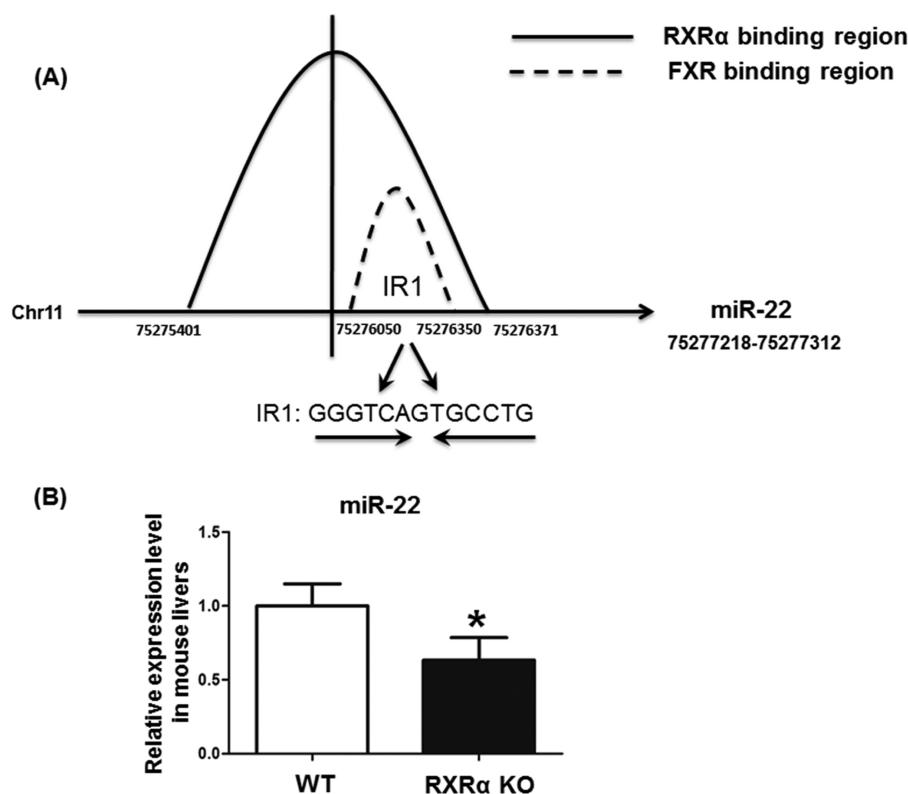 (A)
RXRα binding region
FXR binding region
IR1
Chr11
75275401
75276050
75276350
75276371
miR-22
75277218-75277312
IR1: GGGTCAGTGCCTG
(B)
miR-22
Relative expression level
in mouse livers
1.5
1.0
0.5
0.0
*
WT
RXRα KO